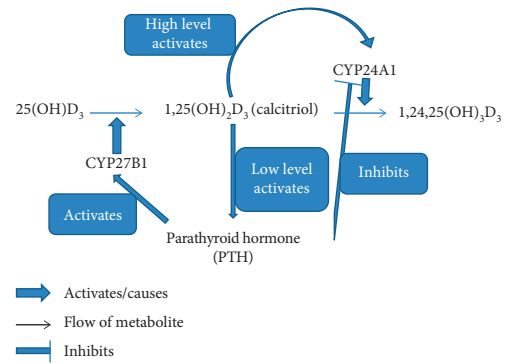 High level
activates
CYP24A1
25(OH)D₃
1,25(OH)₂D₃ (calcitriol)
1,24,25(OH)₃D₃
CYP27B1
Low level
activates
Inhibits
Activates
Parathyroid hormone
(PTH)
Activates/causes
Flow of metabolite
Inhibits